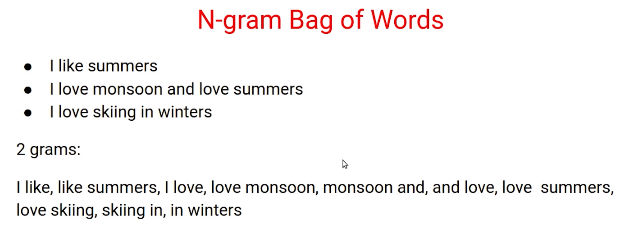 N-gram Bag of Words
● I like summers
● I love monsoon and love summers
● I love skiing in winters
2 grams:
I like, like summers, I love, love monsoon, monsoon and, and love, love  summers,
love skiing, skiing in, in winters